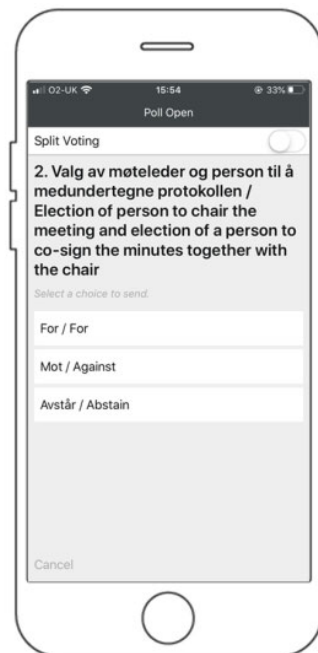 O2-UK 15:54 33%
Poll Open
Split Voting
2. Valg av møteleder og person til å
medundertegne protokollen /
Election of person to chair the
meeting and election of a person to
co-sign the minutes together with
the chair
Select a choice to send.
For / For
Mot / Against
Avstår / Abstain
Cancel